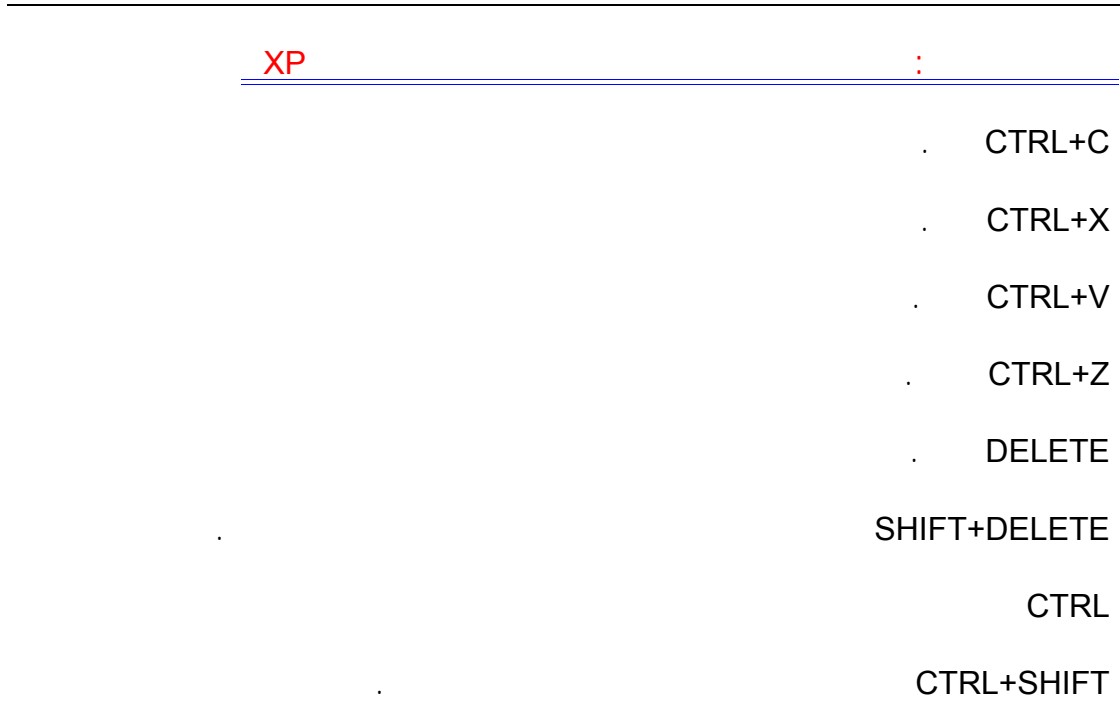 : XP
CTRL+C .
CTRL+X .
CTRL+V .
CTRL+Z .
DELETE .
SHIFT+DELETE .
CTRL
CTRL+SHIFT .